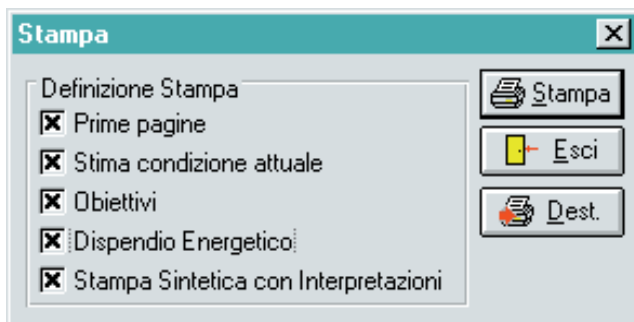 Stampa
Definizione Stampa
Prime pagine
Stima condizione attuale
Obiettivi
Dispendio Energetico
Stampa Sintetica con Interpretazioni
Stampa
Esci
Dest.